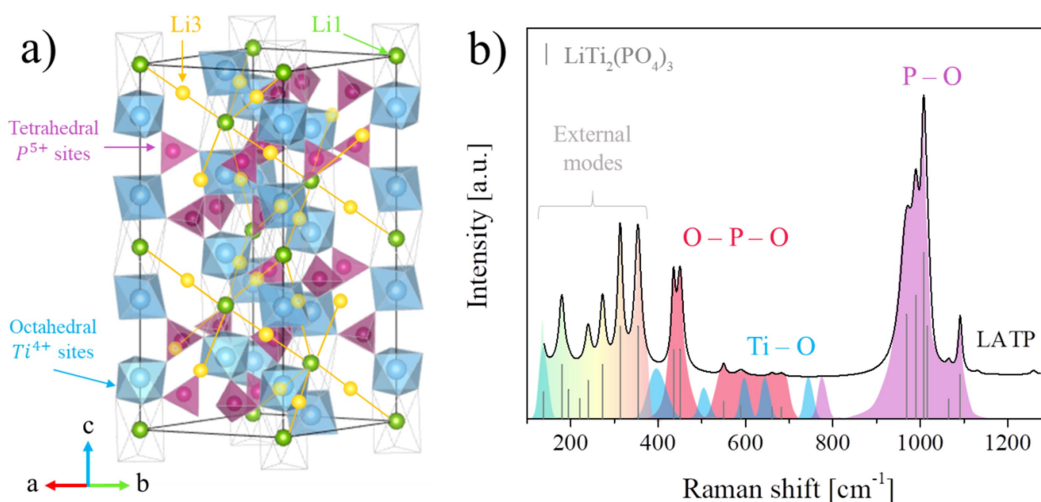 a)
Li3
Li1
Tetrahedral
P⁵⁺ sites
Octahedral
Ti⁴⁺ sites
c
a
b
b)
LiTi₂(PO₄)₃
P – O
External
modes
O – P – O
Ti – O
LATP
Intensity [a.u.]
200 400 600 800 1000 1200
Raman shift [cm⁻¹]